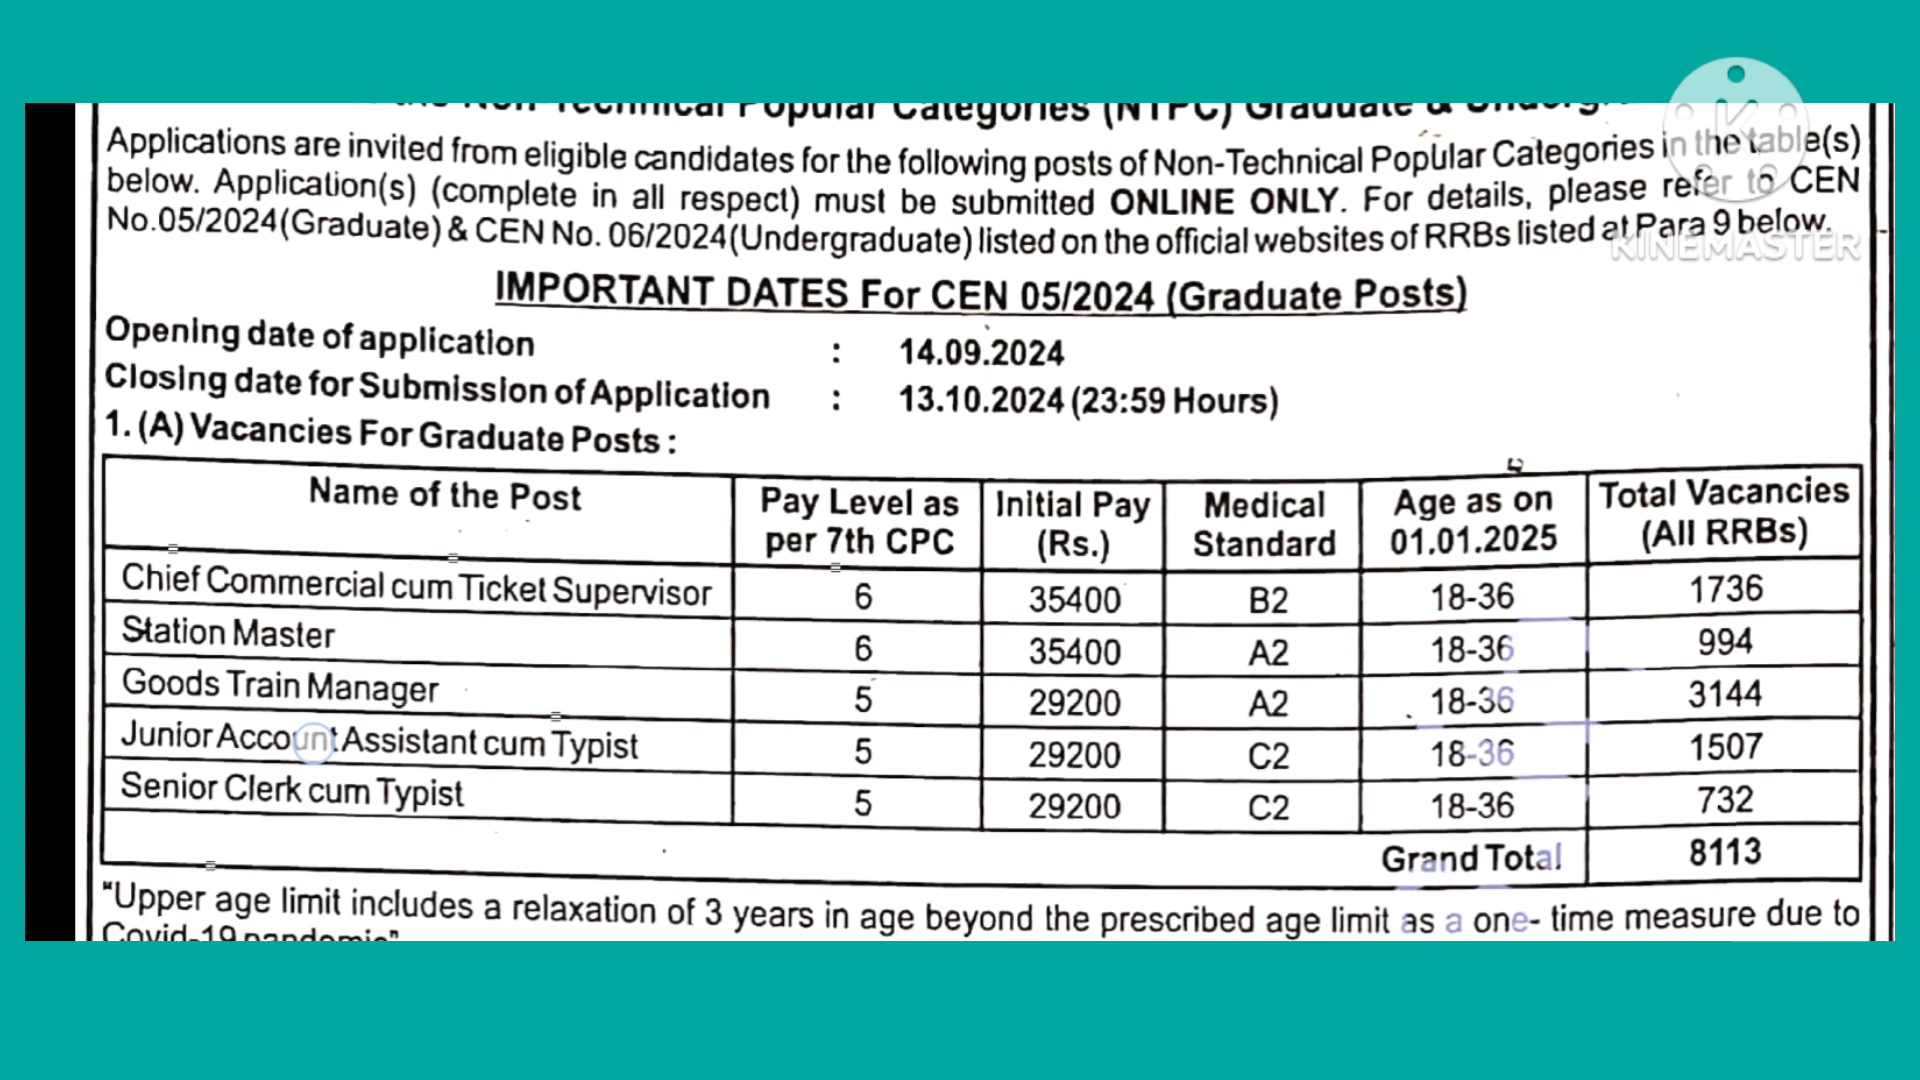 Non-Technical Popular Categories (NTPC) Graduate &
Applications are invited from eligible candidates for the following posts of Non-Technical Popular Categories in the table(s)
below. Application(s) (complete in all respect) must be submitted ONLINE ONLY. For details, please refer to CEN
No.05/2024(Graduate) & CEN No. 06/2024(Undergraduate) listed on the official websites of RRBs listed at Para 9 below.
KINEMASTER
IMPORTANT DATES For CEN 05/2024 (Graduate Posts)
Opening date of application : 14.09.2024
Closing date for Submission of Application : 13.10.2024 (23:59 Hours)
1. (A) Vacancies For Graduate Posts :
Name of the Post Pay Level as per 7th CPC Initial Pay (Rs.) Medical Standard Age as on 01.01.2025 Total Vacancies (All RRBs)
Chief Commercial cum Ticket Supervisor 6 35400 B2 18-36 1736
Station Master 6 35400 A2 18-36 994
Goods Train Manager 5 29200 A2 18-36 3144
Junior Account Assistant cum Typist 5 29200 C2 18-36 1507
Senior Clerk cum Typist 5 29200 C2 18-36 732
Grand Total 8113
"Upper age limit includes a relaxation of 3 years in age beyond the prescribed age limit as a one- time measure due to
Covid-19 pandemic"